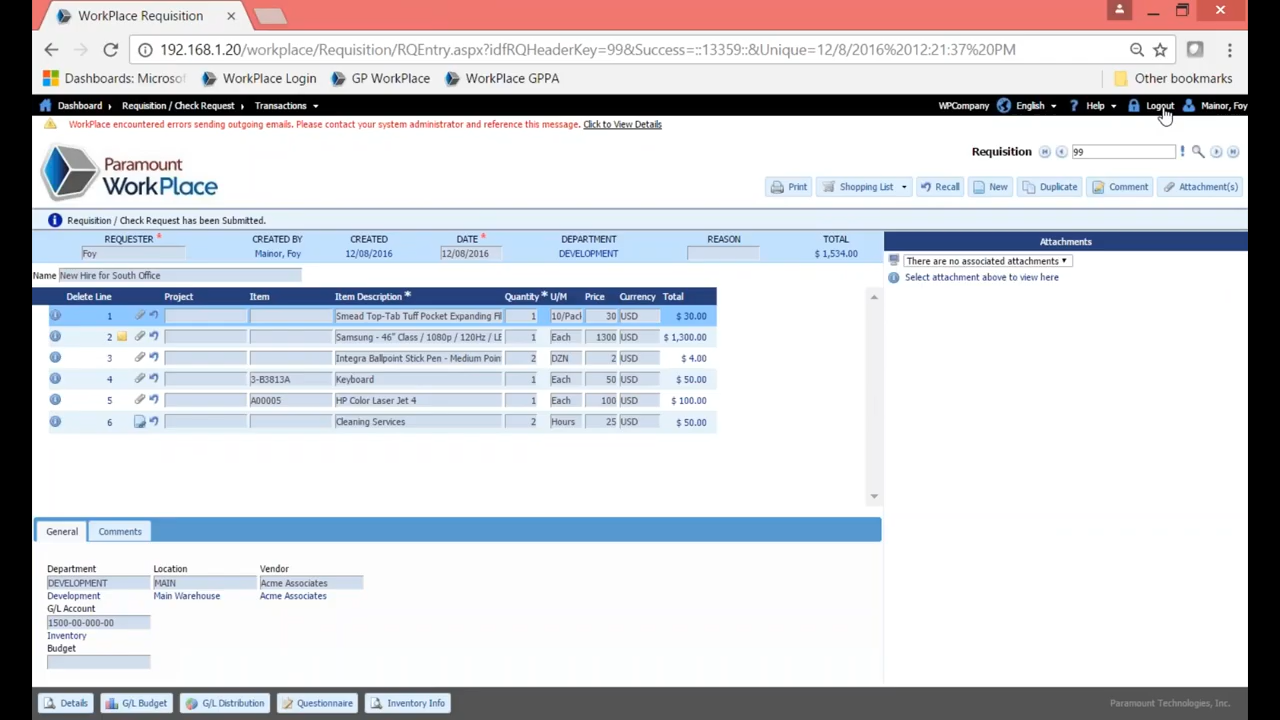 WorkPlace Requisition
192.168.1.20/workplace/Requisition/RQEntry.aspx?idfRQHeaderKey=99&Success=::13359::&Unique=12/8/2016%2012:21:37%20PM
Dashboards: Microsof WorkPlace Login GP WorkPlace WorkPlace GPPA Other bookmarks
Dashboard Requisition / Check Request Transactions WPCompany English Help Logout Mainor, Foy
WorkPlace encountered errors sending outgoing emails. Please contact your system administrator and reference this message. Click to View Details
Requisition 99
Paramount
WorkPlace
Print Shopping List Recall New Duplicate Comment Attachment(s)
Requisition / Check Request has been Submitted.
REQUESTER * CREATED BY CREATED DATE * DEPARTMENT REASON TOTAL
Foy Mainor, Foy 12/08/2016 12/08/2016 DEVELOPMENT $ 1,534.00
Name New Hire for South Office
Attachments
There are no associated attachments
Select attachment above to view here
Delete Line Project Item Item Description * Quantity * U/M Price Currency Total
1 Smead Top-Tab Tuff Pocket Expanding Fil 1 10/Pack 30 USD $ 30.00
2 Samsung - 46" Class / 1080p / 120Hz / LE 1 Each 1300 USD $ 1,300.00
3 Integra Ballpoint Stick Pen - Medium Poin 2 DZN 2 USD $ 4.00
4 3-B3813A Keyboard 1 Each 50 USD $ 50.00
5 A00005 HP Color Laser Jet 4 1 Each 100 USD $ 100.00
6 Cleaning Services 2 Hours 25 USD $ 50.00
General Comments
Department Location Vendor
DEVELOPMENT MAIN Acme Associates
Development Main Warehouse Acme Associates
G/L Account
1500-00-000-00
Inventory
Budget
Details G/L Budget G/L Distribution Questionnaire Inventory Info
Paramount Technologies, Inc.